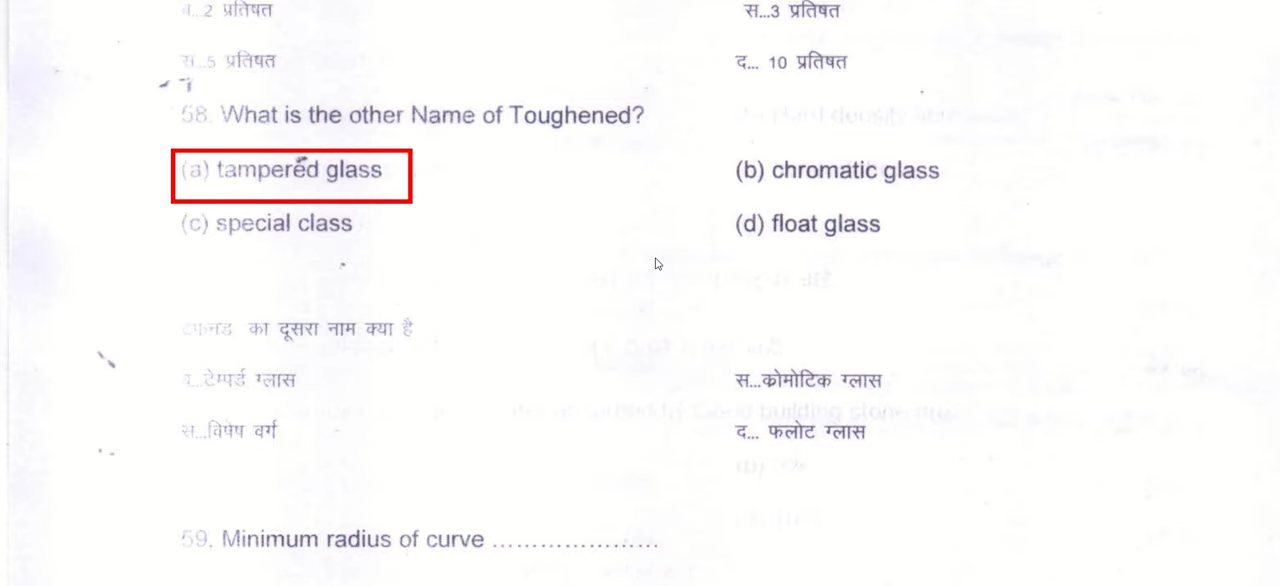 ब...2 प्रतिषत
स...3 प्रतिषत
स...5 प्रतिषत
द... 10 प्रतिषत
58. What is the other Name of Toughened?
(a) tampered glass
(b) chromatic glass
(c) special class
(d) float glass
टफनड का दूसरा नाम क्या है
टेम्पर्ड ग्लास
स...कोमोटिक ग्लास
स...विषेष वर्ग
द... फलोट ग्लास
59. Minimum radius of curve .....................